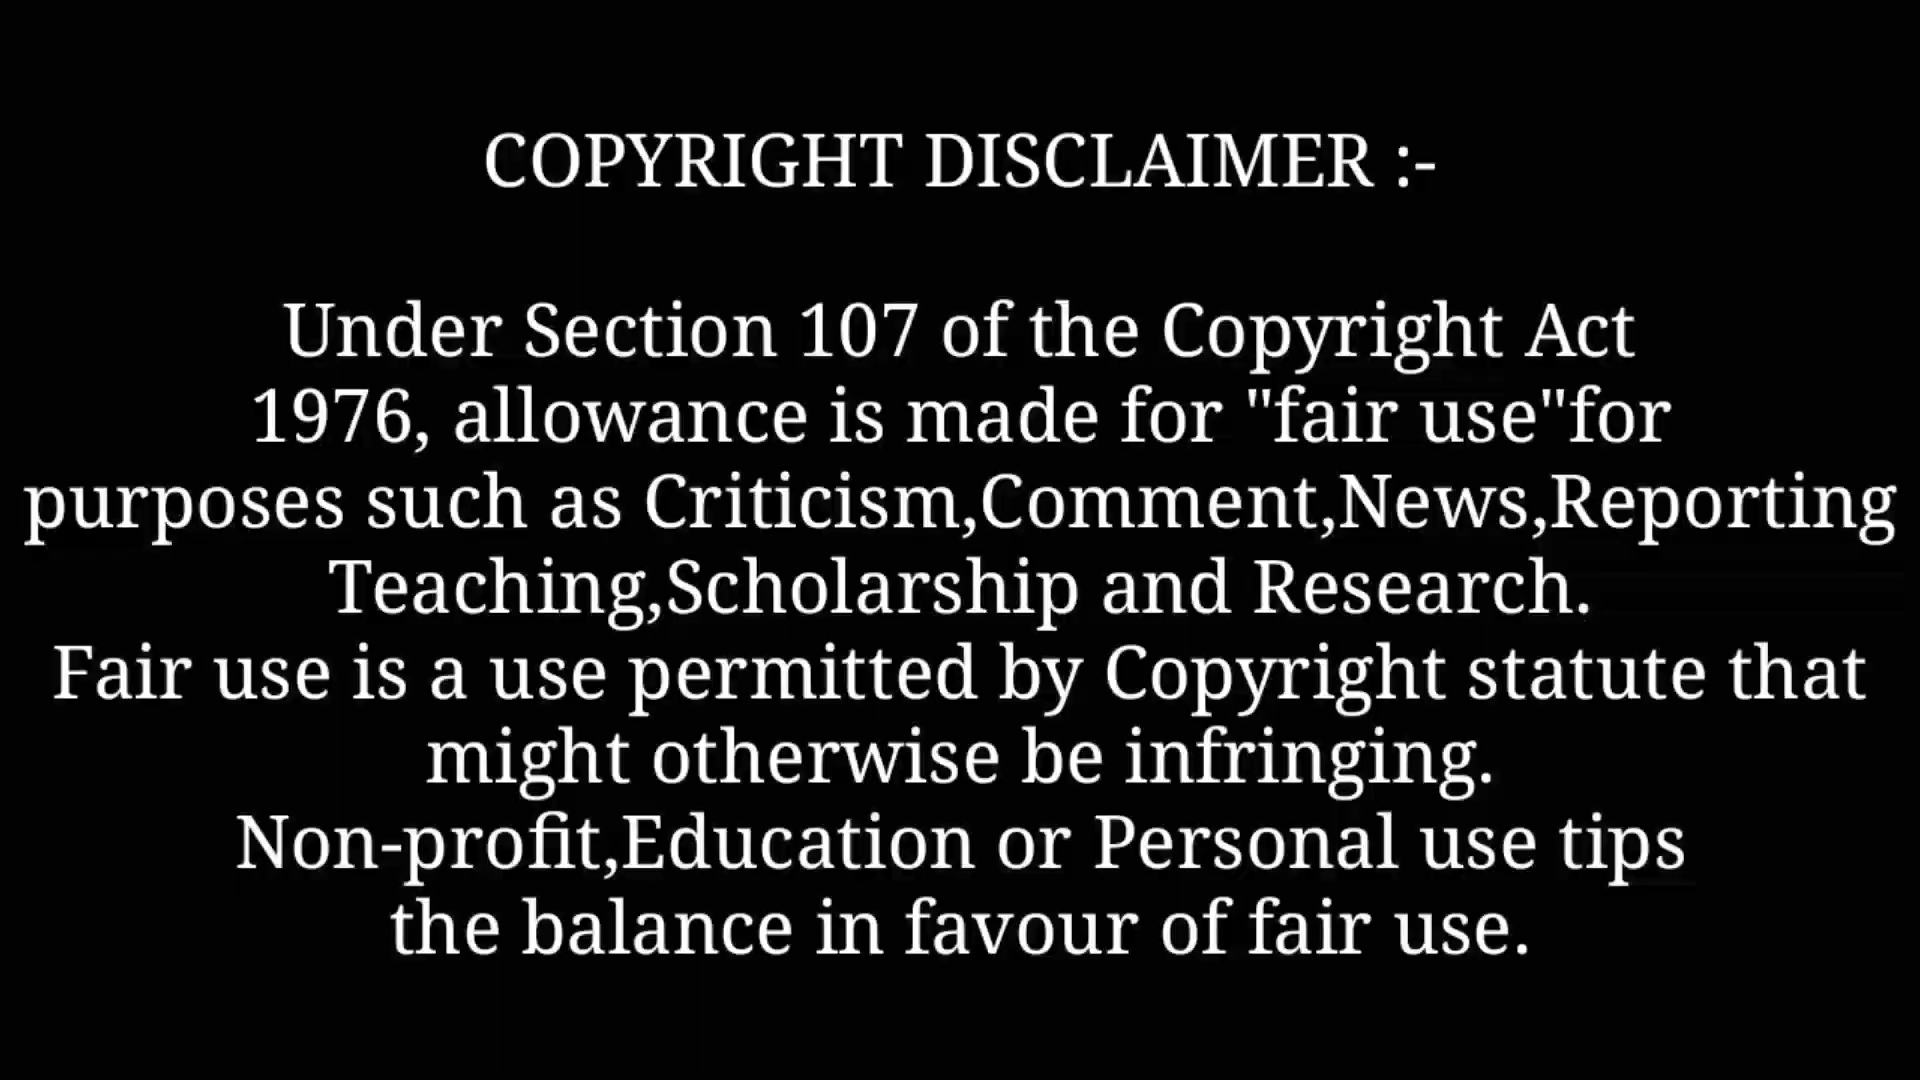 COPYRIGHT DISCLAIMER :-
Under Section 107 of the Copyright Act
1976, allowance is made for "fair use"for
purposes such as Criticism,Comment,News,Reporting
Teaching,Scholarship and Research.
Fair use is a use permitted by Copyright statute that
might otherwise be infringing.
Non-profit,Education or Personal use tips
the balance in favour of fair use.